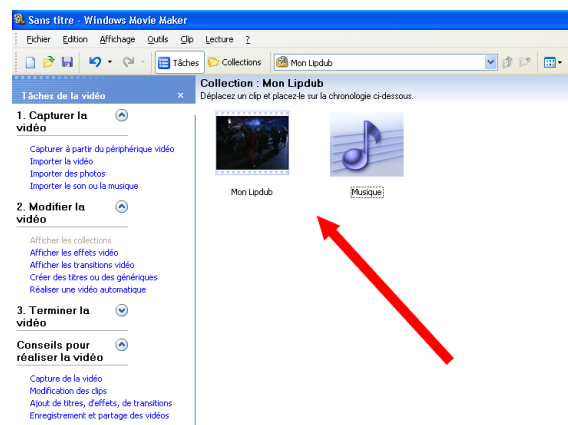 Sans titre - Windows Movie Maker
Fichier Edition Affichage Outils Clip Lecture ?
Tâches Collections Mon Lipdub
Tâches de la vidéo ×
Collection : Mon Lipdub
Déplacez un clip et placez-le sur la chronologie ci-dessous.
1. Capturer la
vidéo
Capturer à partir du périphérique vidéo
Importer la vidéo
Importer des photos
Importer le son ou la musique
Mon Lipdub
Musique
2. Modifier la
vidéo
Afficher les collections
Afficher les effets vidéo
Afficher les transitions vidéo
Créer des titres ou des génériques
Réaliser une vidéo automatique
3. Terminer la
vidéo
Conseils pour
réaliser la vidéo
Capture de la vidéo
Modification des clips
Ajout de titres, d'effets, de transitions
Enregistrement et partage des vidéos